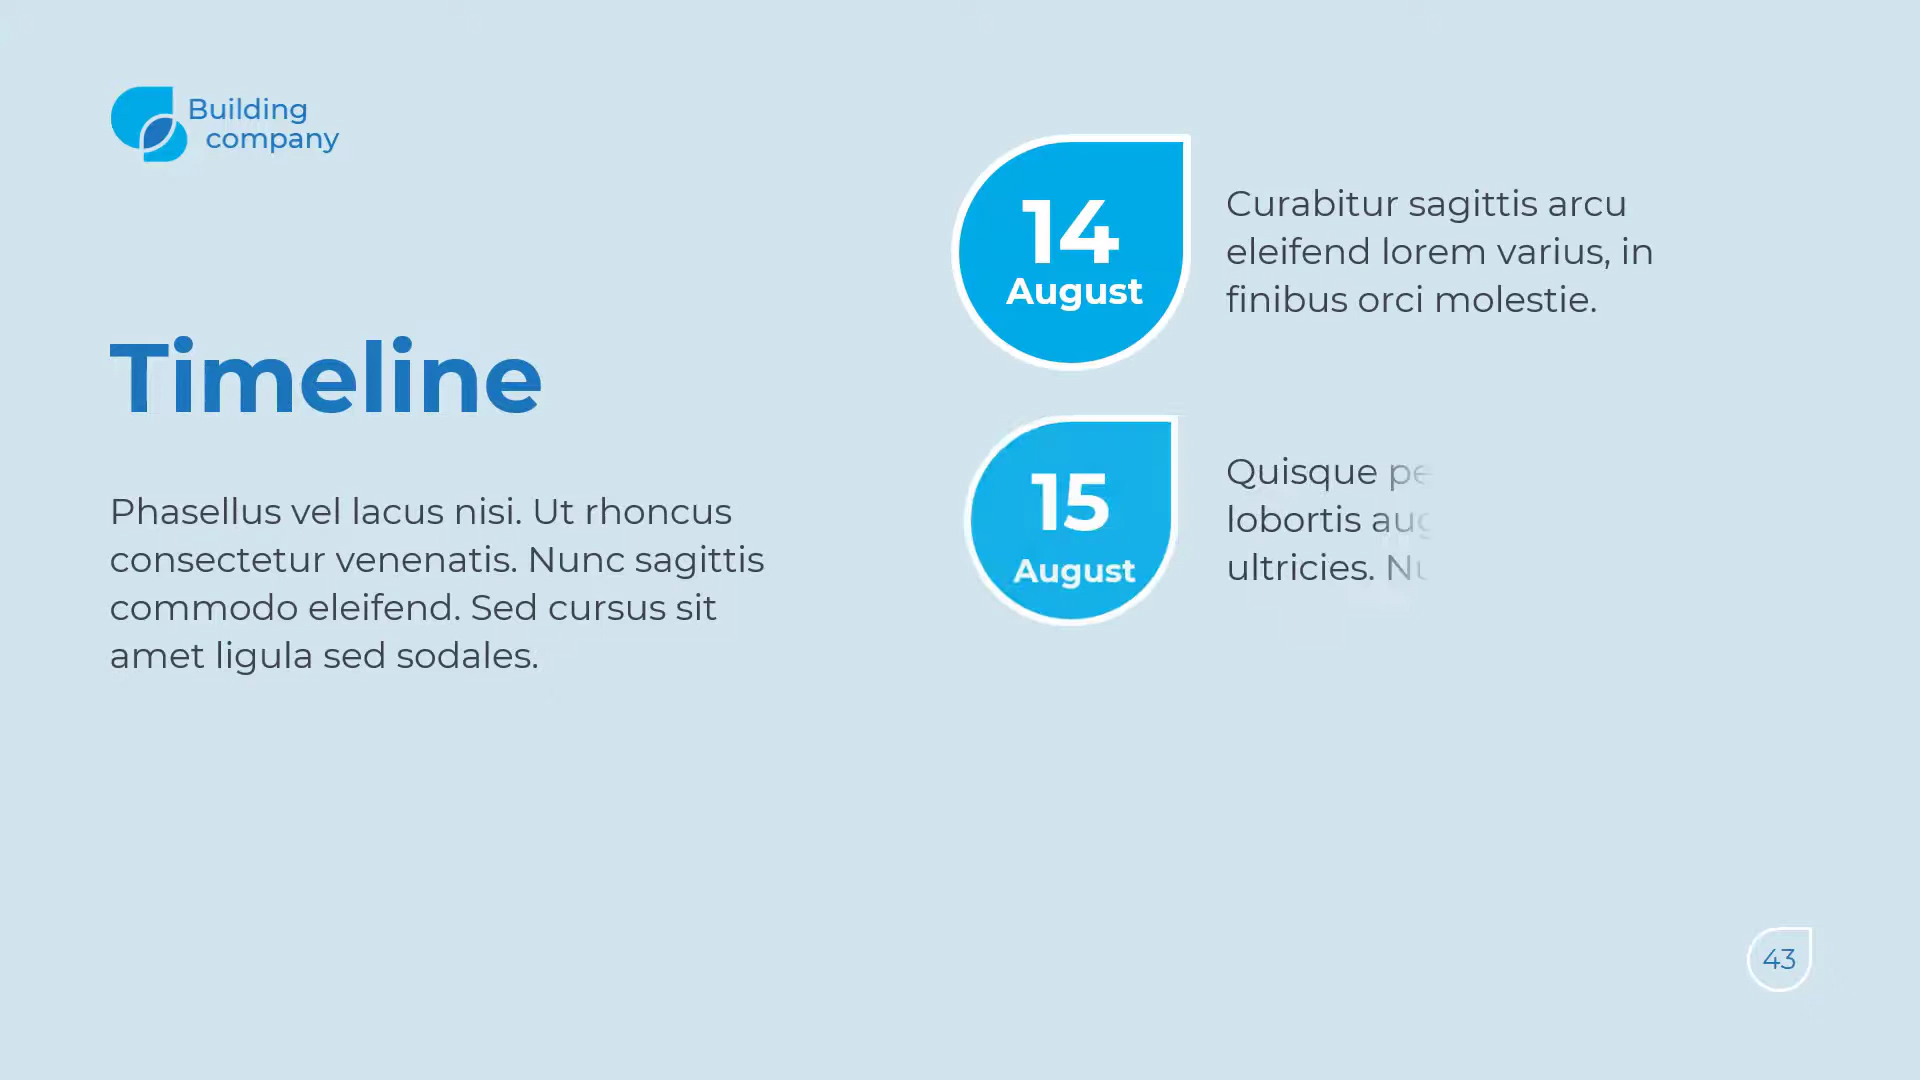 Building
company
Timeline
Phasellus vel lacus nisi. Ut rhoncus
consectetur venenatis. Nunc sagittis
commodo eleifend. Sed cursus sit
amet ligula sed sodales.
14
August
Curabitur sagittis arcu
eleifend lorem varius, in
finibus orci molestie.
15
August
Quisque
lobortis
ultricies.
43